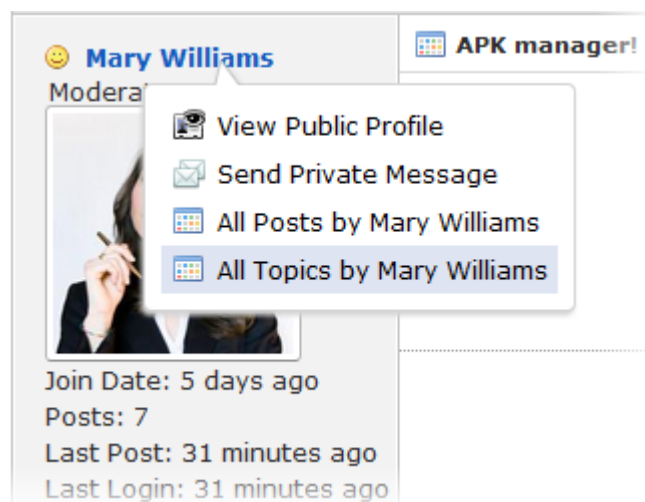 Mary Williams
APK manager!
View Public Profile
Send Private Message
All Posts by Mary Williams
All Topics by Mary Williams
Join Date: 5 days ago
Posts: 7
Last Post: 31 minutes ago
Last Login: 31 minutes ago